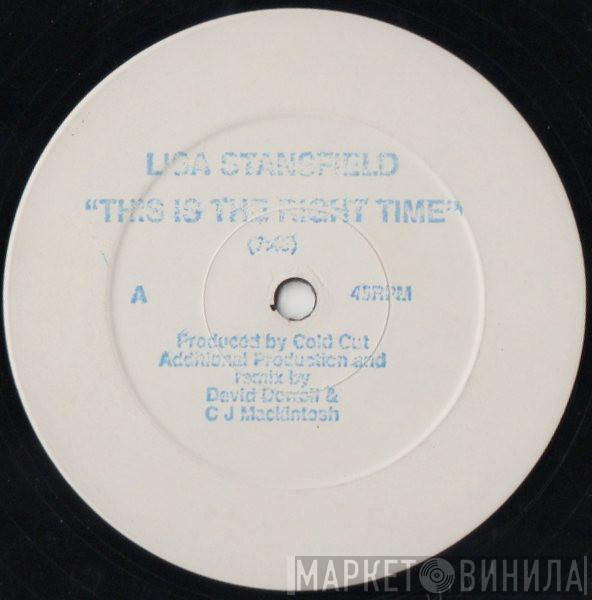 LISA STANSFIELD
"THIS IS THE RIGHT TIME"
A
45RPM
Produced by Cold Cut
Additional Production and
remix by
David Dorrell &
C J Mackintosh
МАРКЕТ ВИНИЛА